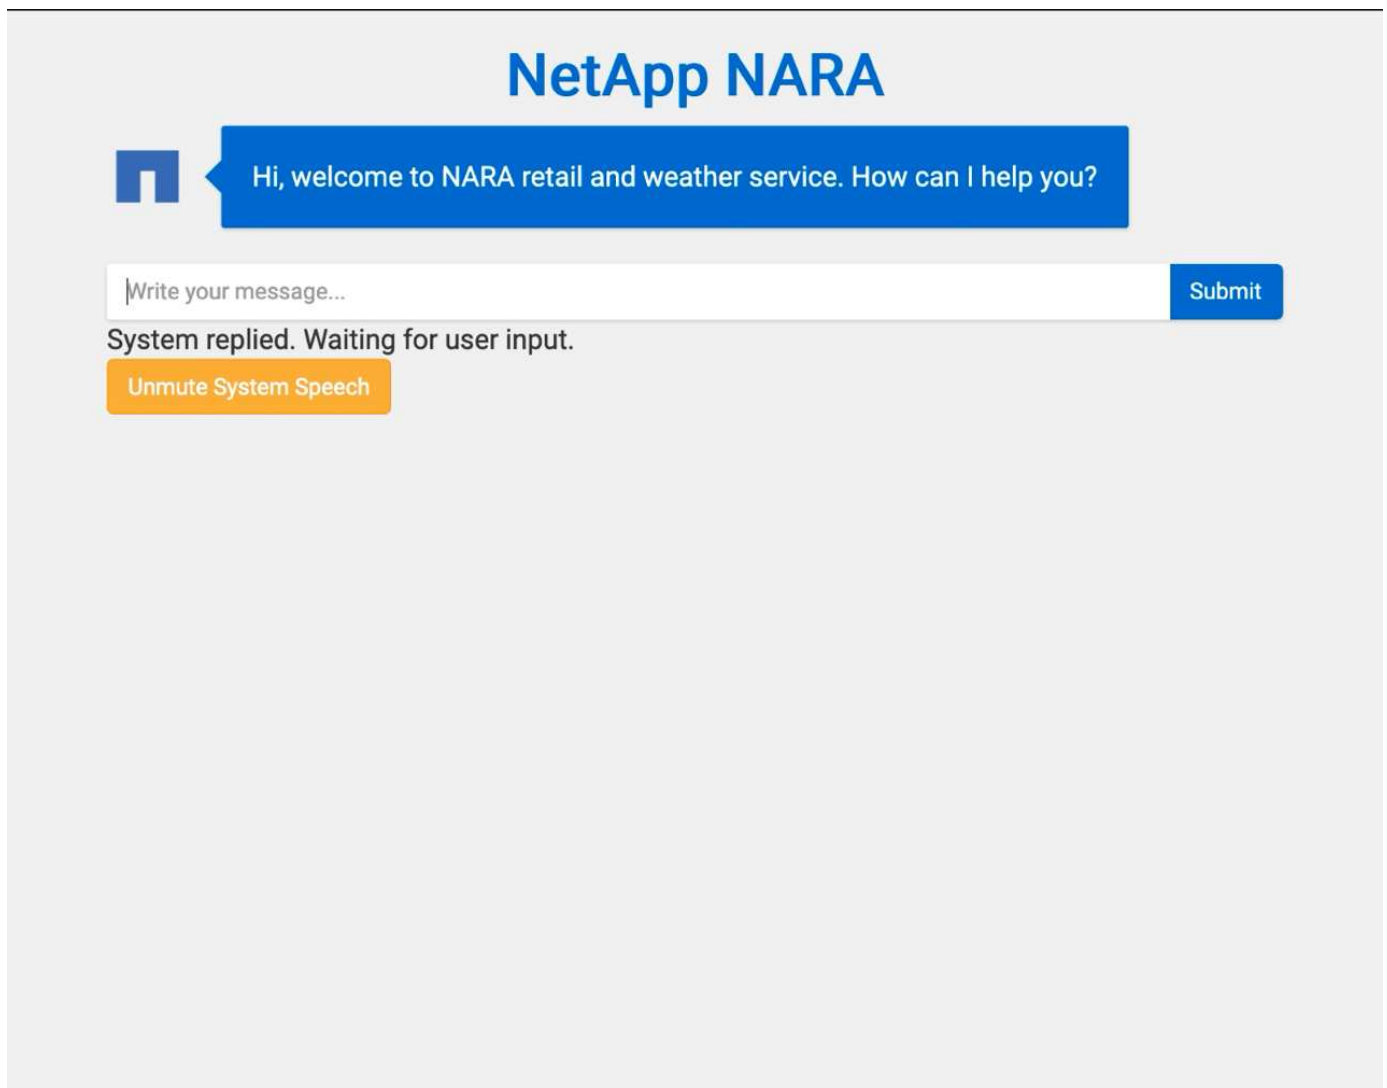 NetApp NARA
Hi, welcome to NARA retail and weather service. How can I help you?
Write your message...
Submit
System replied. Waiting for user input.
Unmute System Speech